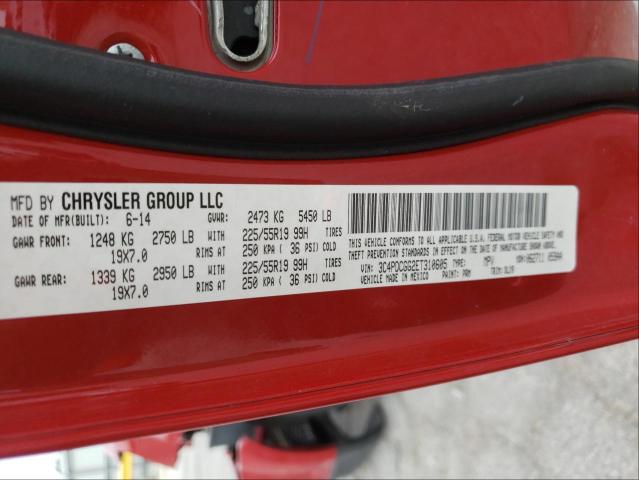 MFD BY CHRYSLER GROUP LLC
DATE OF MFR(BUILT): 6-14 GVWR: 2473 KG 5450 LB
GAWR FRONT: 1248 KG 2750 LB WITH 225/55R19 99H TIRES
19X7.0 RIMS AT 250 KPA ( 36 PSI) COLD
GAWR REAR: 1339 KG 2950 LB WITH 225/55R19 99H TIRES
19X7.0 RIMS AT 250 KPA ( 36 PSI) COLD
THIS VEHICLE CONFORMS TO ALL APPLICABLE U.S.A. FEDERAL MOTOR VEHICLE SAFETY AND
THEFT PREVENTION STANDARDS IN EFFECT ON THE DATE OF MANUFACTURE SHOWN ABOVE.
VIN: 3C4PDCGG2ET310605 TYPE: MPV
VEHICLE MADE IN MEXICO PAINT: PRM TRIM: